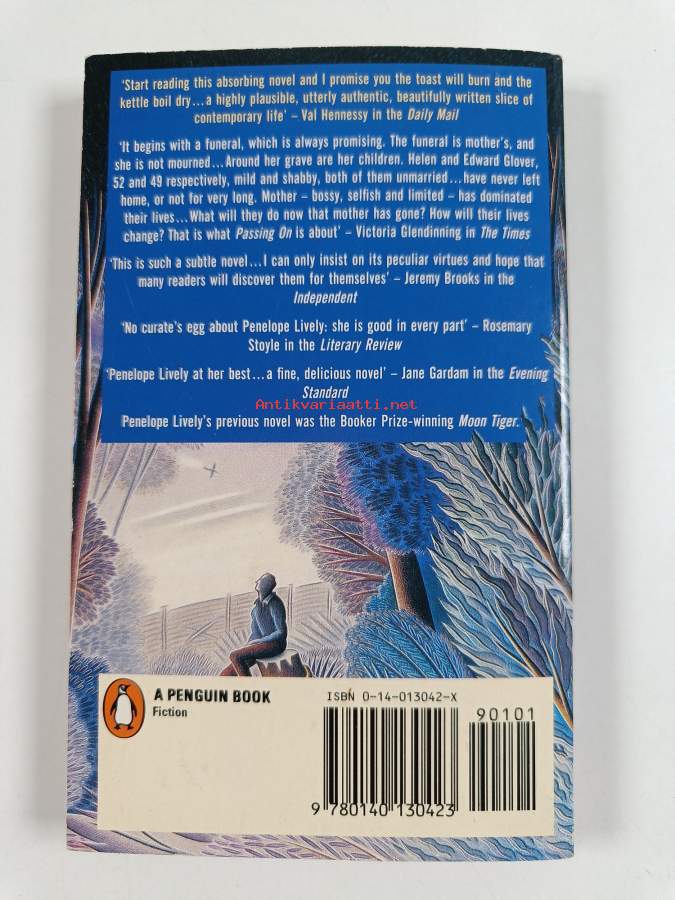 ‘Start reading this absorbing novel and I promise you the toast will burn and the
kettle boil dry...a highly plausible, utterly authentic, beautifully written slice of
contemporary life’ – Val Hennessy in the Daily Mail
‘It begins with a funeral, which is always promising. The funeral is mother's, and
she is not mourned...Around her grave are her children. Helen and Edward Glover,
52 and 49 respectively, mild and shabby, both of them unmarried...have never left
home, or not for very long. Mother – bossy, selfish and limited – has dominated
their lives...What will they do now that mother has gone? How will their lives
change? That is what Passing On is about’ – Victoria Glendinning in The Times
‘This is such a subtle novel...I can only insist on its peculiar virtues and hope that
many readers will discover them for themselves’ – Jeremy Brooks in the
Independent
‘No curate's egg about Penelope Lively: she is good in every part’ – Rosemary
Stoyle in the Literary Review
‘Penelope Lively at her best...a fine, delicious novel’ – Jane Gardam in the Evening
Standard
Antikvariaatti.net
Penelope Lively's previous novel was the Booker Prize-winning Moon Tiger.
A PENGUIN BOOK
Fiction
ISBN 0-14-013042-X
90101
9 780140 130423